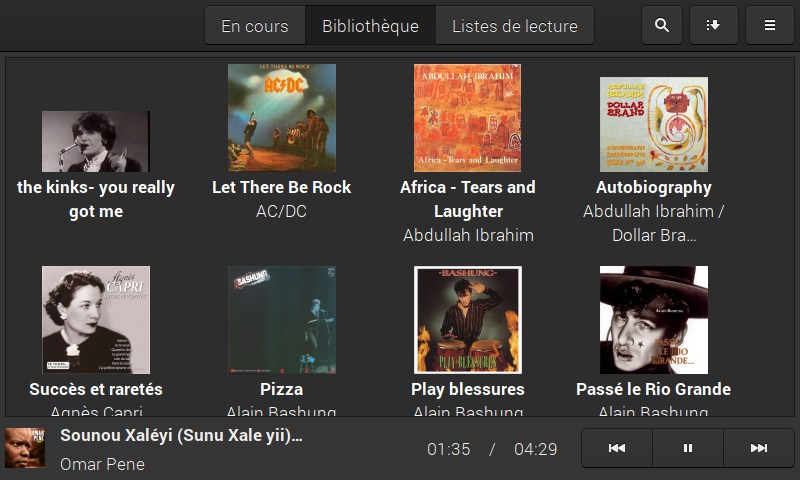 En cours
Bibliothèque
Listes de lecture
LET THERE BE ROCK
AC/DC
ABDULLAH IBRAHIM
Africa - Tears and Laughter
ABDULLAH
IBRAHIM
DOLLAR
BRAND
the kinks- you really
got me
Let There Be Rock
AC/DC
Africa - Tears and
Laughter
Abdullah Ibrahim
Autobiography
Abdullah Ibrahim /
Dollar Bra…
Agnès
CAPRI
BASHUNG
-BASHUNG-
PLAY BLESSURES
ALAIN BASHUNG
PASSÉ
LE RIO
GRANDE...
Succès et raretés
Agnès Capri
Pizza
Alain Bashung
Play blessures
Alain Bashung
Passé le Rio Grande
Alain Bashung
OMAR
PENE
Sounou Xaléyi (Sunu Xale yii)…
Omar Pene
01:35 / 04:29